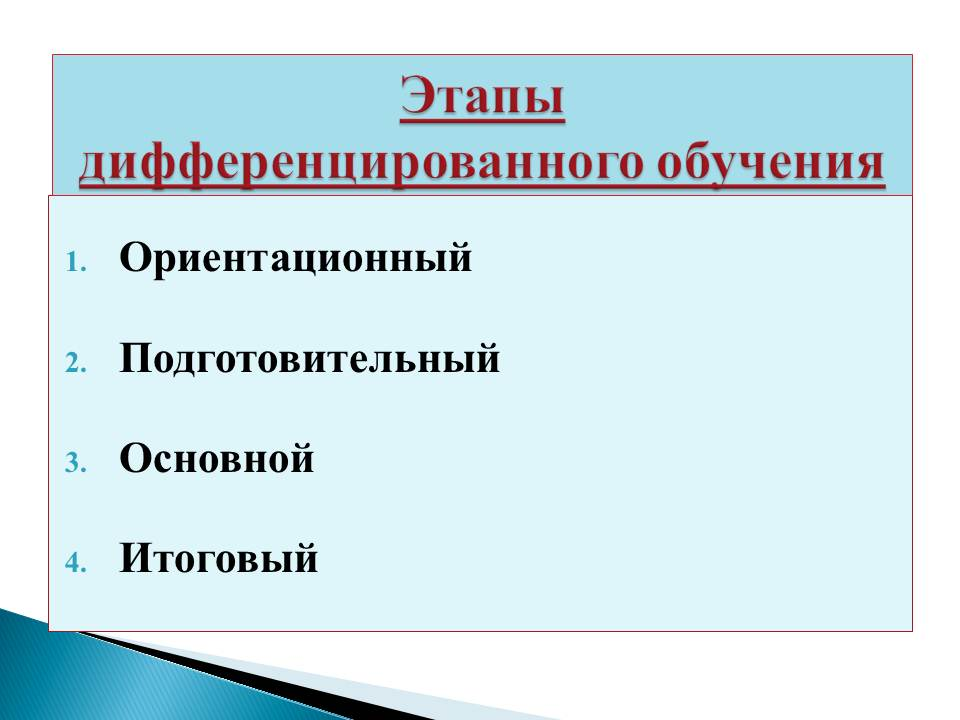 Этапы
дифференцированного обучения
1. Ориентационный
2. Подготовительный
3. Основной
4. Итоговый